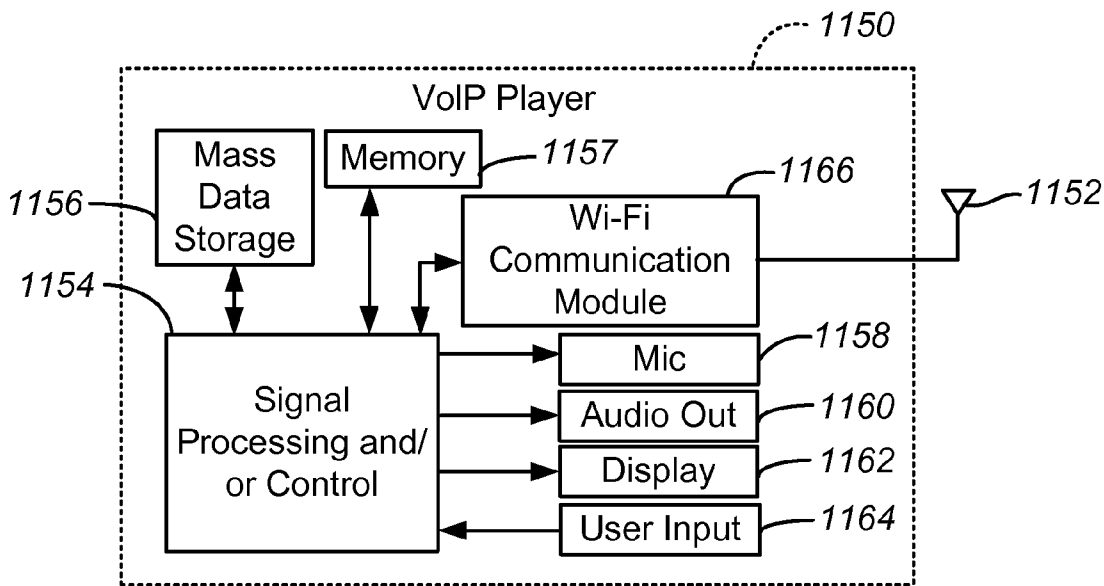 1150
VoIP Player
Mass
Data
Storage
1156
Memory
1157
1166
Wi-Fi
Communication
Module
1152
1154
Signal
Processing and/
or Control
Mic
1158
Audio Out
1160
Display
1162
User Input
1164